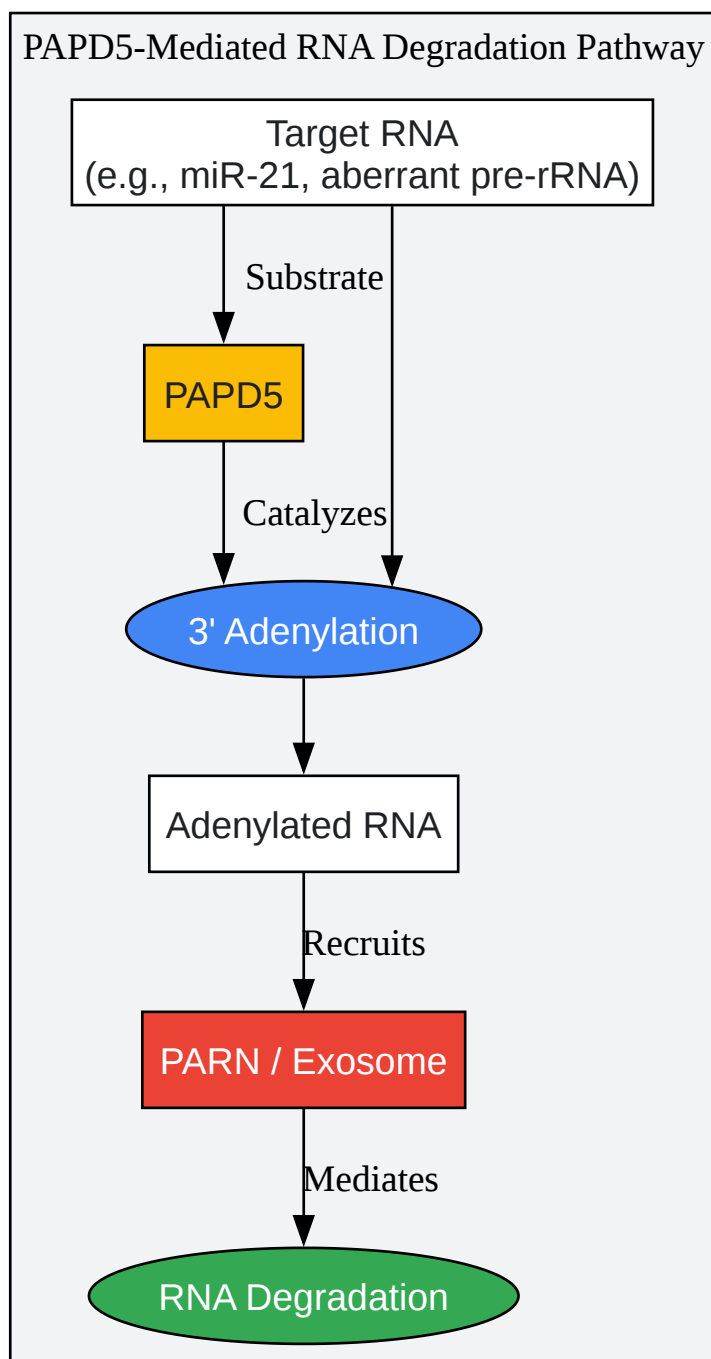 PAPD5-Mediated RNA Degradation Pathway
Target RNA
(e.g., miR-21, aberrant pre-rRNA)
Substrate
PAPD5
Catalyzes
3' Adenylation
Adenylated RNA
Recruits
PARN / Exosome
Mediates
RNA Degradation